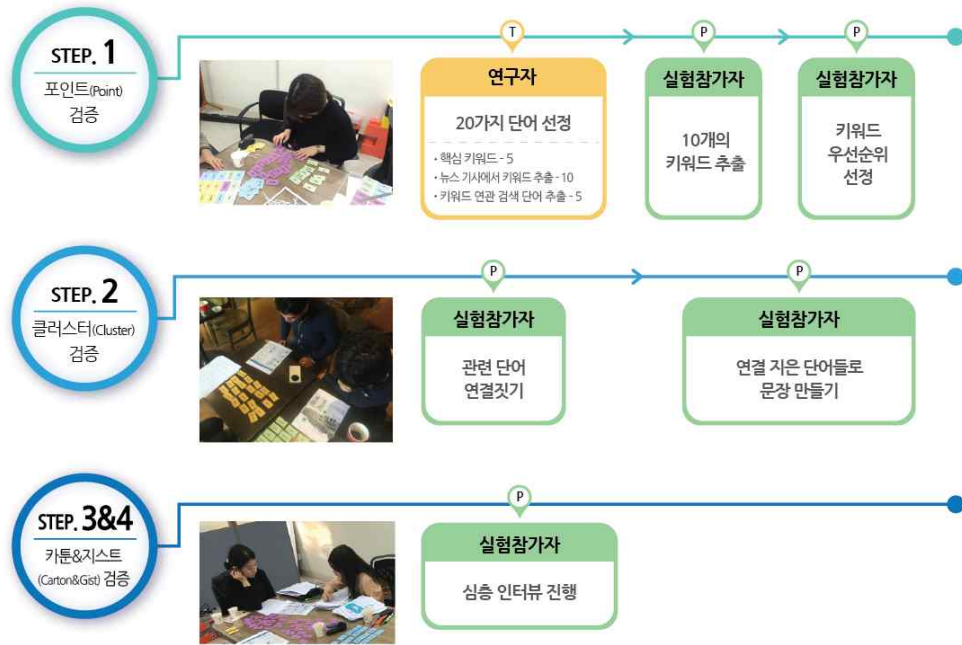 STEP. 1
포인트(Point)
검증
T
연구자
20가지 단어 선정
· 핵심 키워드 - 5
· 뉴스 기사에서 키워드 추출 - 10
· 키워드 연관 검색 단어 추출 - 5
P
실험참가자
10개의
키워드 추출
P
실험참가자
키워드
우선순위
선정
STEP. 2
클러스터(Cluster)
검증
P
실험참가자
관련 단어
연결짓기
P
실험참가자
연결 지은 단어들로
문장 만들기
STEP. 3&4
카툰&지스트
(Carton&Gist) 검증
P
실험참가자
심층 인터뷰 진행